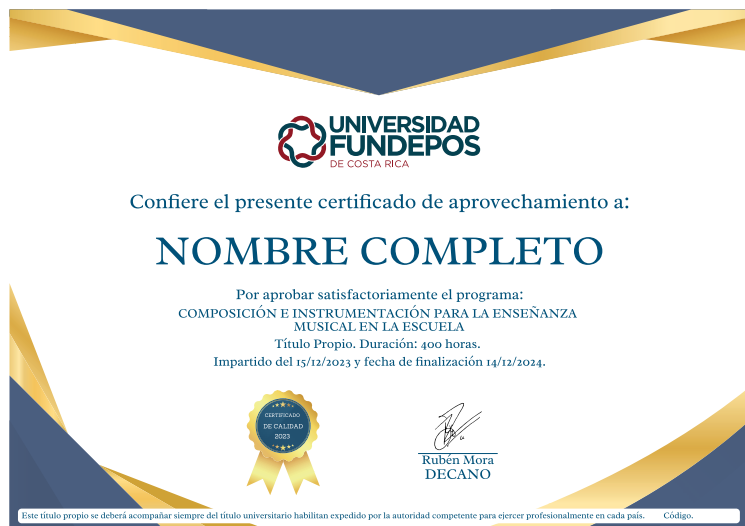 UNIVERSIDAD
FUNDEPOS
DE COSTA RICA
Confiere el presente certificado de aprovechamiento a:
NOMBRE COMPLETO
Por aprobar satisfactoriamente el programa:
COMPOSICIÓN E INSTRUMENTACIÓN PARA LA ENSEÑANZA
MUSICAL EN LA ESCUELA
Título Propio. Duración: 400 horas.
Impartido del 15/12/2023 y fecha de finalización 14/12/2024.
CERTIFICADO
DE CALIDAD
2023
Rubén Mora
DECANO
Este título propio se deberá acompañar siempre del título universitario habilitan expedido por la autoridad competente para ejercer profesionalmente en cada país. Código.